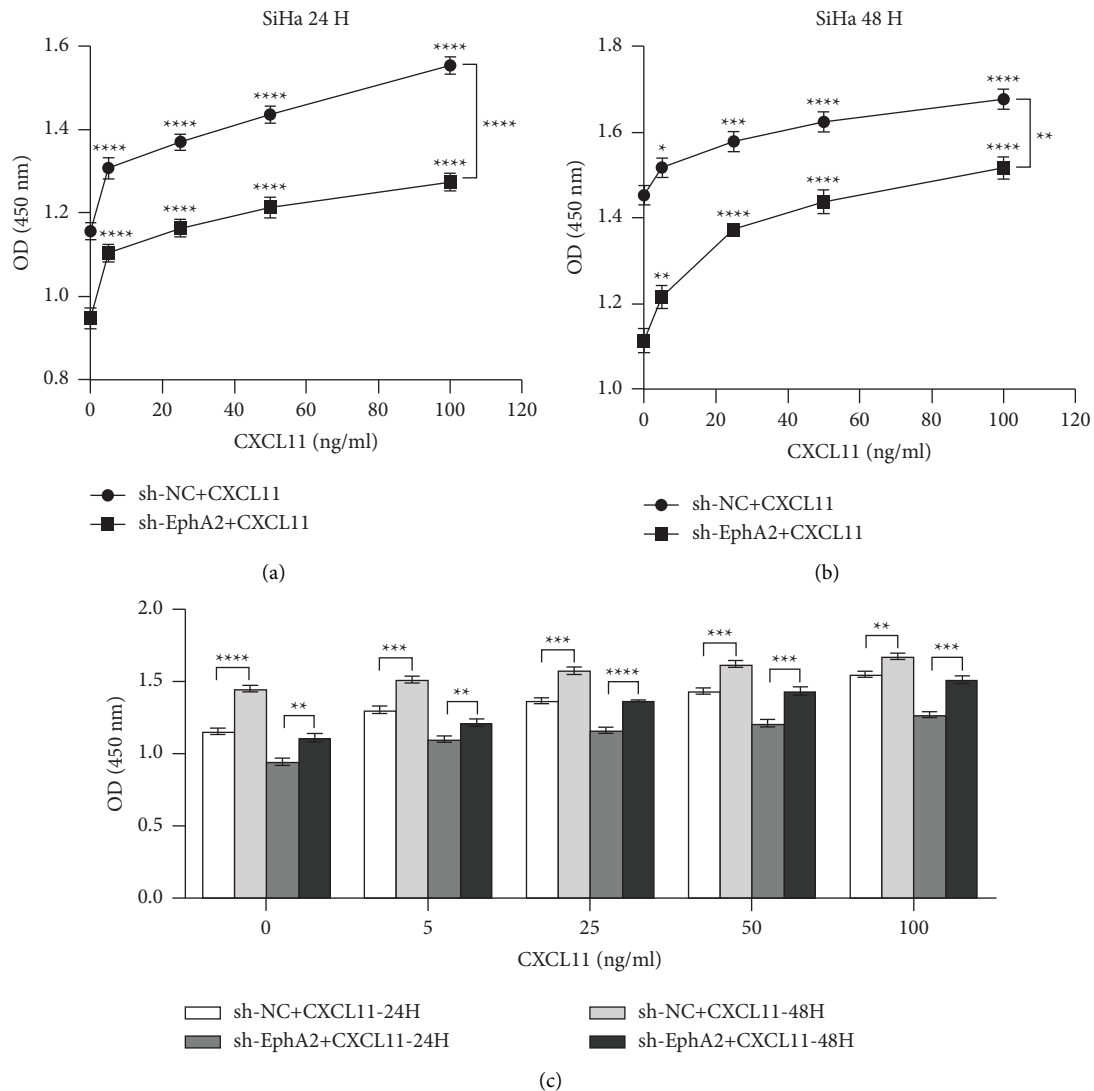 SiHa 24 H
1.6
1.4
1.2
1.0
0.8
OD (450 nm)
****
****
****
****
****
****
****
****
****
0 20 40 60 80 100 120
CXCL11 (ng/ml)
sh-NC+CXCL11
sh-EphA2+CXCL11
(a)
SiHa 48 H
1.8
1.6
1.4
1.2
1.0
OD (450 nm)
*
***
****
****
**
****
****
****
**
0 20 40 60 80 100 120
CXCL11 (ng/ml)
sh-NC+CXCL11
sh-EphA2+CXCL11
(b)
2.0
1.5
1.0
0.5
0.0
OD (450 nm)
****
**
***
**
***
****
***
***
**
***
0 5 25 50 100
CXCL11 (ng/ml)
sh-NC+CXCL11-24H
sh-EphA2+CXCL11-24H
sh-NC+CXCL11-48H
sh-EphA2+CXCL11-48H
(c)